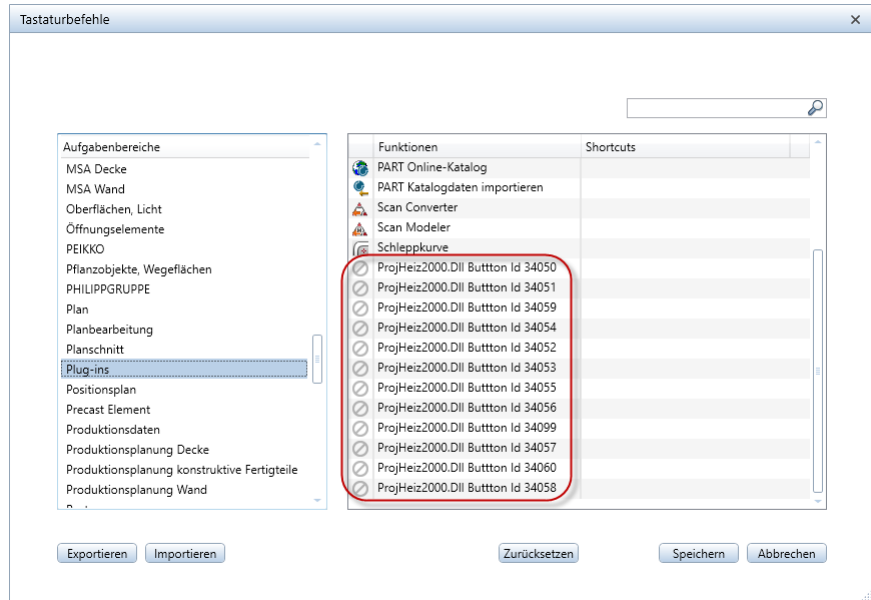 Tastaturbefehle
Aufgabenbereiche
MSA Decke
MSA Wand
Oberflächen, Licht
Öffnungselemente
PEIKKO
Pflanzobjekte, Wegeflächen
PHILIPPGRUPPE
Plan
Planbearbeitung
Planschnitt
Plug-ins
Positionsplan
Precast Element
Produktionsdaten
Produktionsplanung Decke
Produktionsplanung konstruktive Fertigteile
Produktionsplanung Wand
Funktionen Shortcuts
PART Online-Katalog
PART Katalogdaten importieren
Scan Converter
Scan Modeler
Schleppkurve
ProjHeiz2000.Dll Buttton Id 34050
ProjHeiz2000.Dll Buttton Id 34051
ProjHeiz2000.Dll Buttton Id 34059
ProjHeiz2000.Dll Buttton Id 34054
ProjHeiz2000.Dll Buttton Id 34052
ProjHeiz2000.Dll Buttton Id 34053
ProjHeiz2000.Dll Buttton Id 34055
ProjHeiz2000.Dll Buttton Id 34056
ProjHeiz2000.Dll Buttton Id 34099
ProjHeiz2000.Dll Buttton Id 34057
ProjHeiz2000.Dll Buttton Id 34060
ProjHeiz2000.Dll Buttton Id 34058
Exportieren Importieren Zurücksetzen Speichern Abbrechen